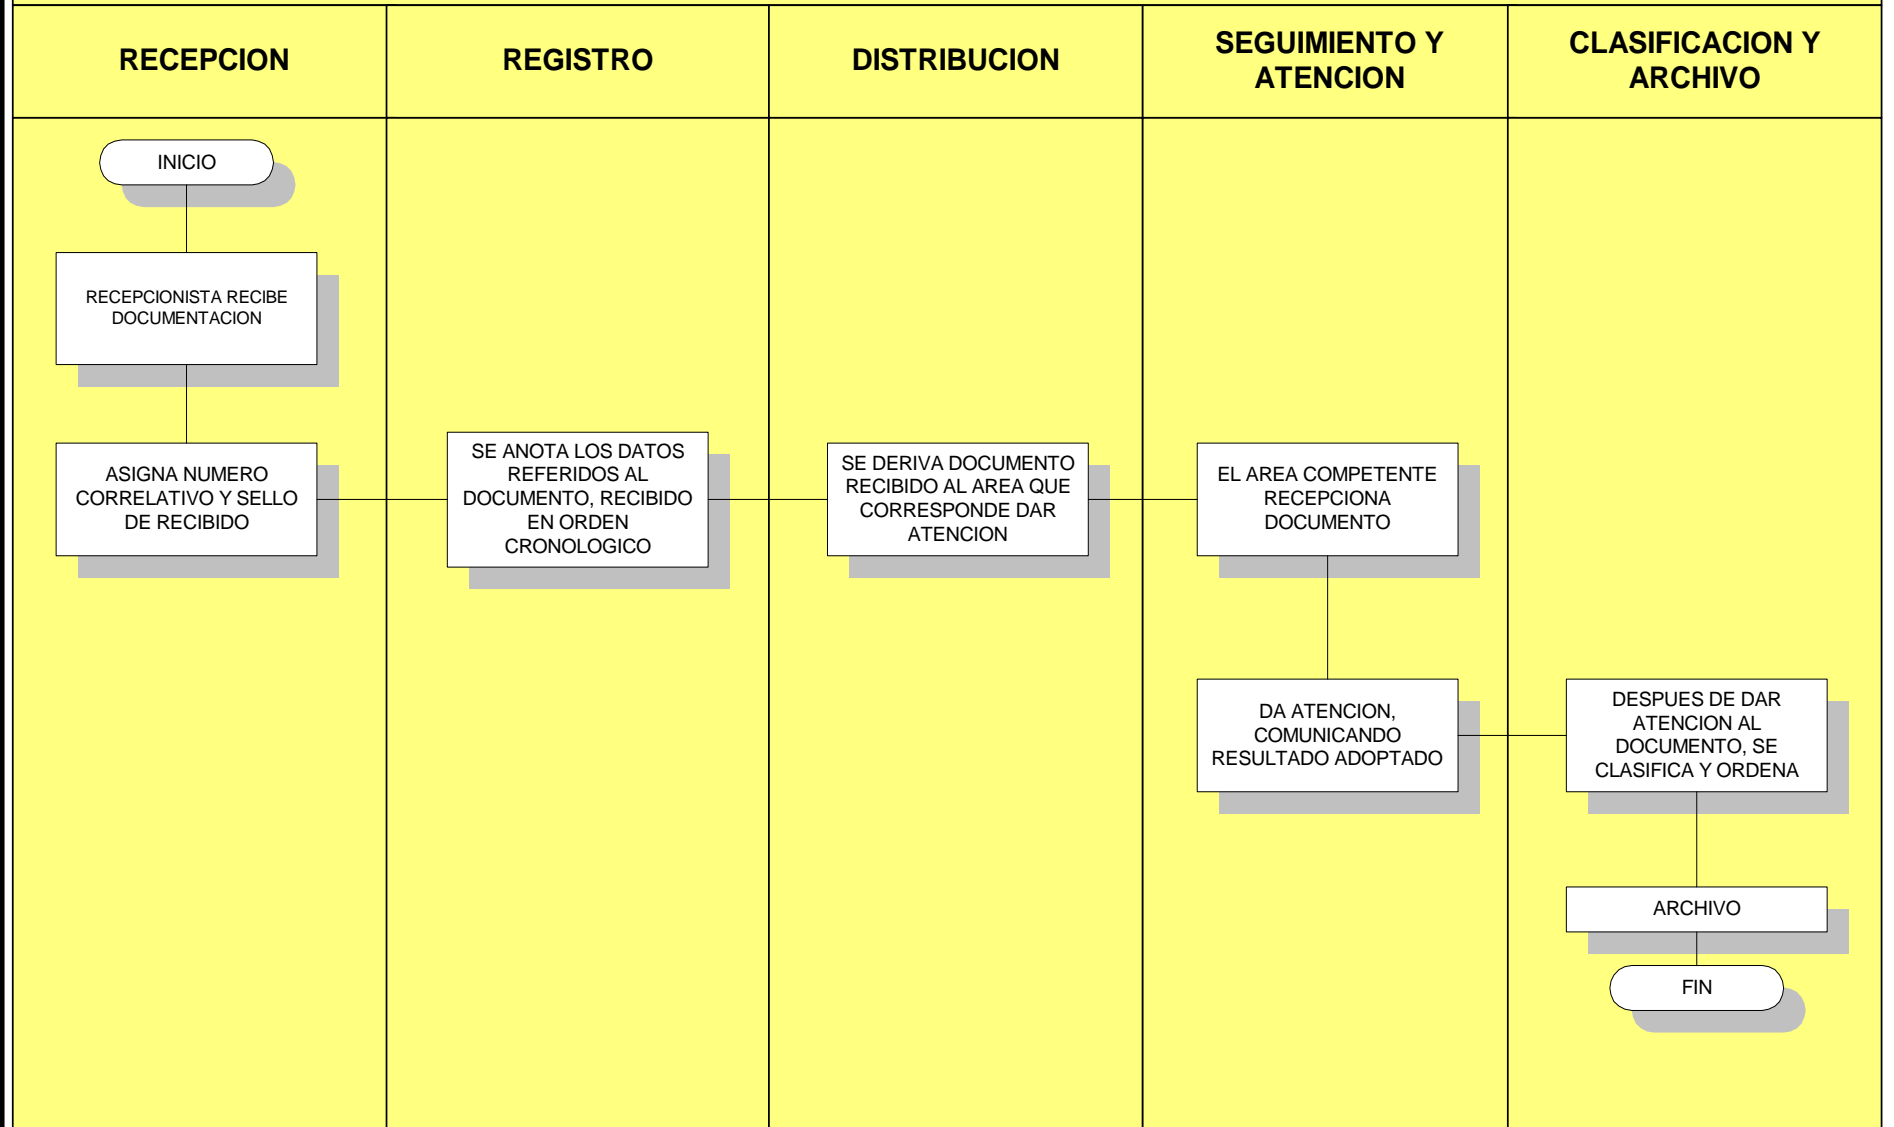 RECEPCION
REGISTRO
DISTRIBUCION
SEGUIMIENTO Y
ATENCION
CLASIFICACION Y
ARCHIVO
INICIO
RECEPCIONISTA RECIBE
DOCUMENTACION
ASIGNA NUMERO
CORRELATIVO Y SELLO
DE RECIBIDO
SE ANOTA LOS DATOS
REFERIDOS AL
DOCUMENTO, RECIBIDO
EN ORDEN
CRONOLOGICO
SE DERIVA DOCUMENTO
RECIBIDO AL AREA QUE
CORRESPONDE DAR
ATENCION
EL AREA COMPETENTE
RECEPCIONA
DOCUMENTO
DA ATENCION,
COMUNICANDO
RESULTADO ADOPTADO
DESPUES DE DAR
ATENCION AL
DOCUMENTO, SE
CLASIFICA Y ORDENA
ARCHIVO
FIN